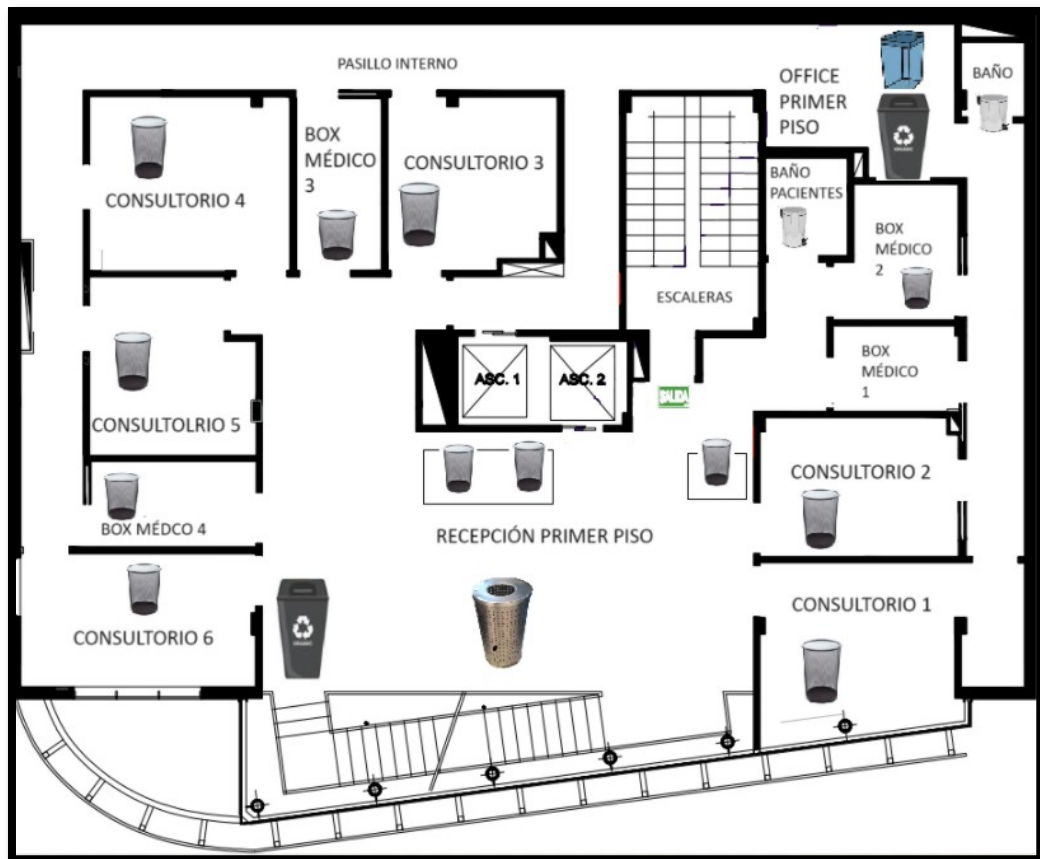 PASILLO INTERNO
OFFICE
PRIMER
PISO
BAÑO
BOX
MÉDICO
3
CONSULTORIO 3
CONSULTORIO 4
BAÑO
PACIENTES
BOX
MÉDICO
2
ESCALERAS
BOX
MÉDICO
1
ASC. 1
ASC. 2
SALIDA
CONSULTOLRIO 5
CONSULTORIO 2
BOX MÉDCO 4
RECEPCIÓN PRIMER PISO
CONSULTORIO 6
CONSULTORIO 1